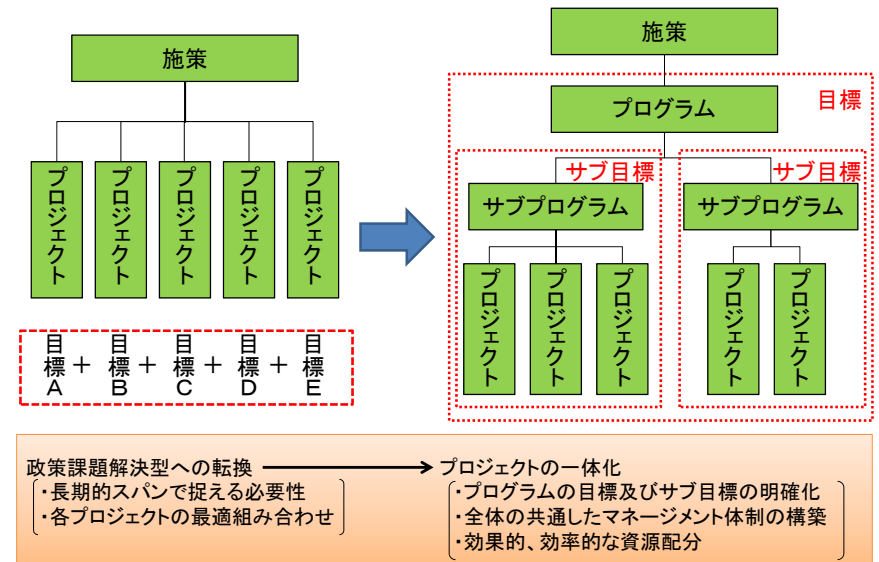 施策
プロジェクト
プロジェクト
プロジェクト
プロジェクト
プロジェクト
目標A + 目標B + 目標C + 目標D + 目標E
施策
目標
プログラム
サブ目標
サブプログラム
プロジェクト
プロジェクト
プロジェクト
サブ目標
サブプログラム
プロジェクト
プロジェクト
政策課題解決型への転換
・長期的スパンで捉える必要性
・各プロジェクトの最適組み合わせ
プロジェクトの一体化
・プログラムの目標及びサブ目標の明確化
・全体の共通したマネージメント体制の構築
・効果的、効率的な資源配分